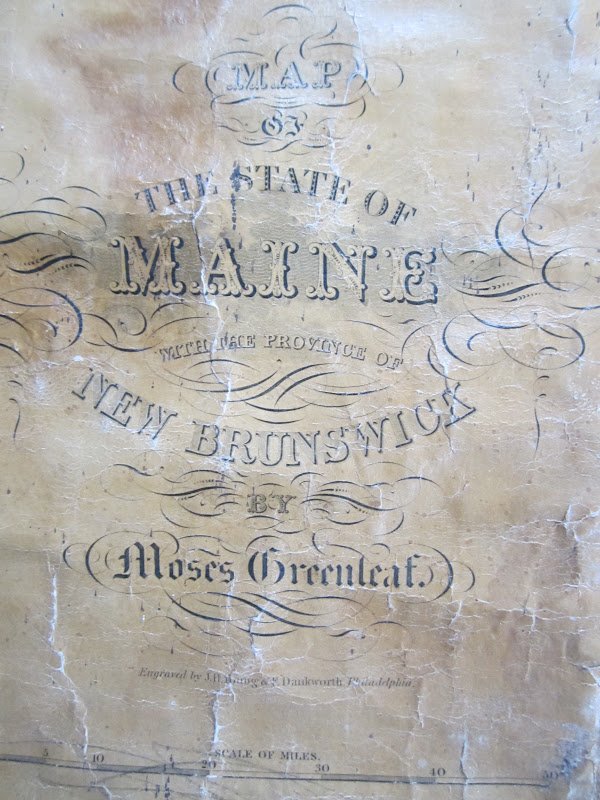 MAP
OF
THE STATE OF
MAINE
WITH THE PROVINCE OF
NEW BRUNSWICK
BY
Moses Greenleaf.
Engraved by J.H. Young & F. Dankworth. Philadelphia.
SCALE OF MILES.
5 10 20 30 40 50